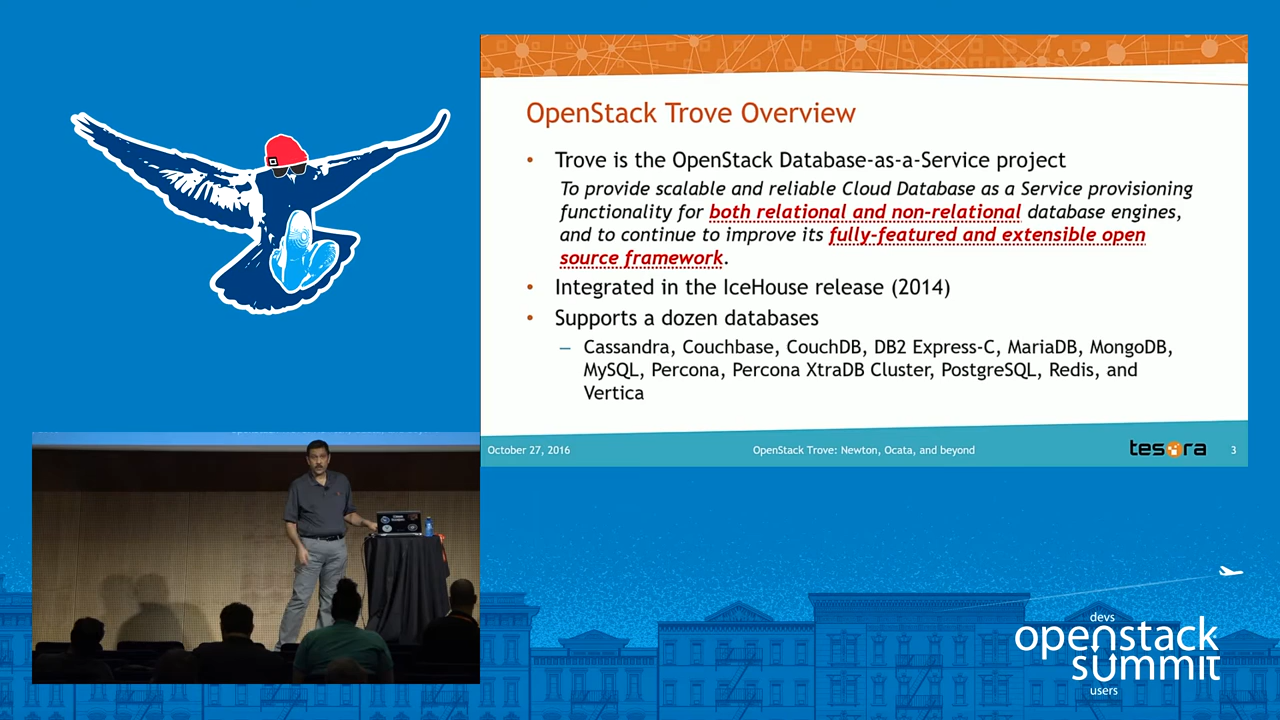 OpenStack Trove Overview
• Trove is the OpenStack Database-as-a-Service project
To provide scalable and reliable Cloud Database as a Service provisioning
functionality for both relational and non-relational database engines,
and to continue to improve its fully-featured and extensible open
source framework.
• Integrated in the IceHouse release (2014)
• Supports a dozen databases
– Cassandra, Couchbase, CouchDB, DB2 Express-C, MariaDB, MongoDB,
MySQL, Percona, Percona XtraDB Cluster, PostgreSQL, Redis, and
Vertica
October 27, 2016
OpenStack Trove: Newton, Ocata, and beyond
tesora
3
devs
openstack
summit
users